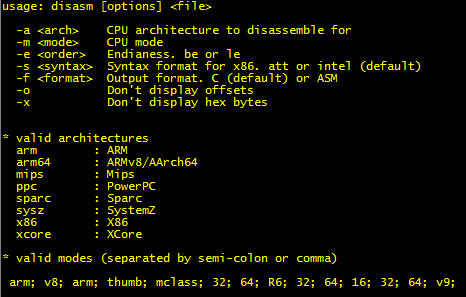 usage: disasm [options] <file>
-a <arch> CPU architecture to disassemble for
-m <mode> CPU mode
-e <order> Endianess. be or le
-s <syntax> Syntax format for x86. att or intel (default)
-f <format> Output format. C (default) or ASM
-o Don't display offsets
-x Don't display hex bytes
* valid architectures
arm : ARM
arm64 : ARMv8/AArch64
mips : Mips
ppc : PowerPC
sparc : Sparc
sysz : SystemZ
x86 : X86
xcore : XCore
* valid modes (separated by semi-colon or comma)
arm; v8; arm; thumb; mclass; 32; 64; R6; 32; 64; 16; 32; 64; v9;